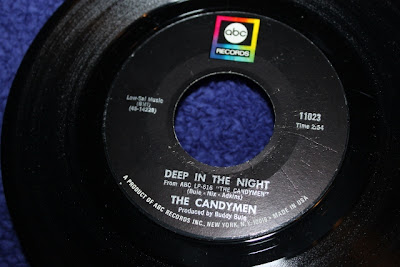 abc
RECORDS
Low-Sal Music
(BMI)
(45-14228)
11023
Time 2:54
DEEP IN THE NIGHT
From ABC LP-616 "THE CANDYMEN"
(Buie - Nix - Adkins)
THE CANDYMEN
Produced by Buddy Buie
A PRODUCT OF ABC RECORDS INC., NEW YORK, N.Y. 10019 • MADE IN U.S.A.